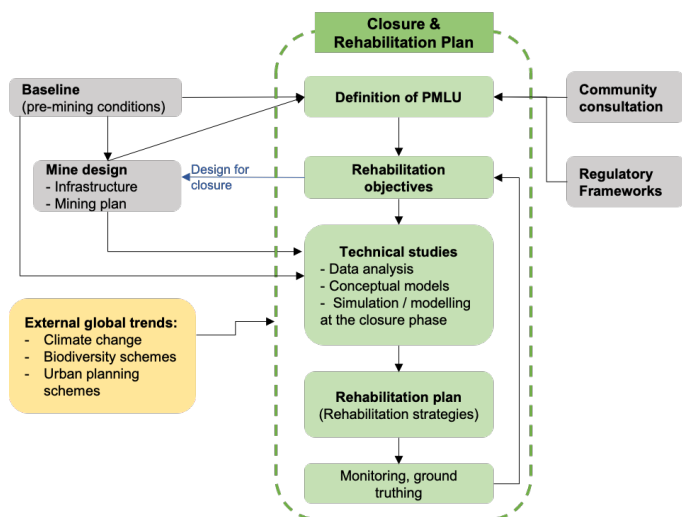 Closure &
Rehabilitation Plan
Baseline
(pre-mining conditions)
Definition of PMLU
Community
consultation
Mine design
- Infrastructure
- Mining plan
Design for
closure
Rehabilitation
objectives
Regulatory
Frameworks
Technical studies
- Data analysis
- Conceptual models
- Simulation / modelling
at the closure phase
External global trends:
- Climate change
- Biodiversity schemes
- Urban planning
schemes
Rehabilitation plan
(Rehabilitation strategies)
Monitoring, ground
truthing